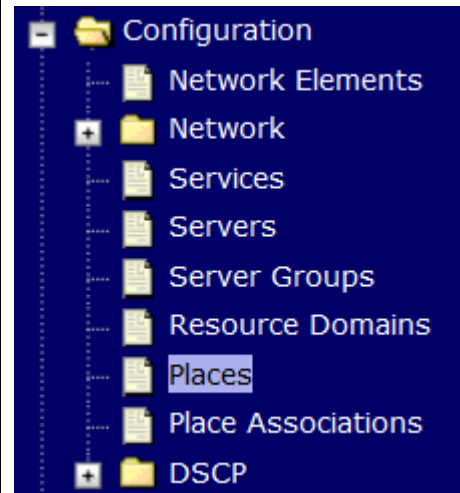 Configuration
Network Elements
Network
Services
Servers
Server Groups
Resource Domains
Places
Place Associations
DSCP